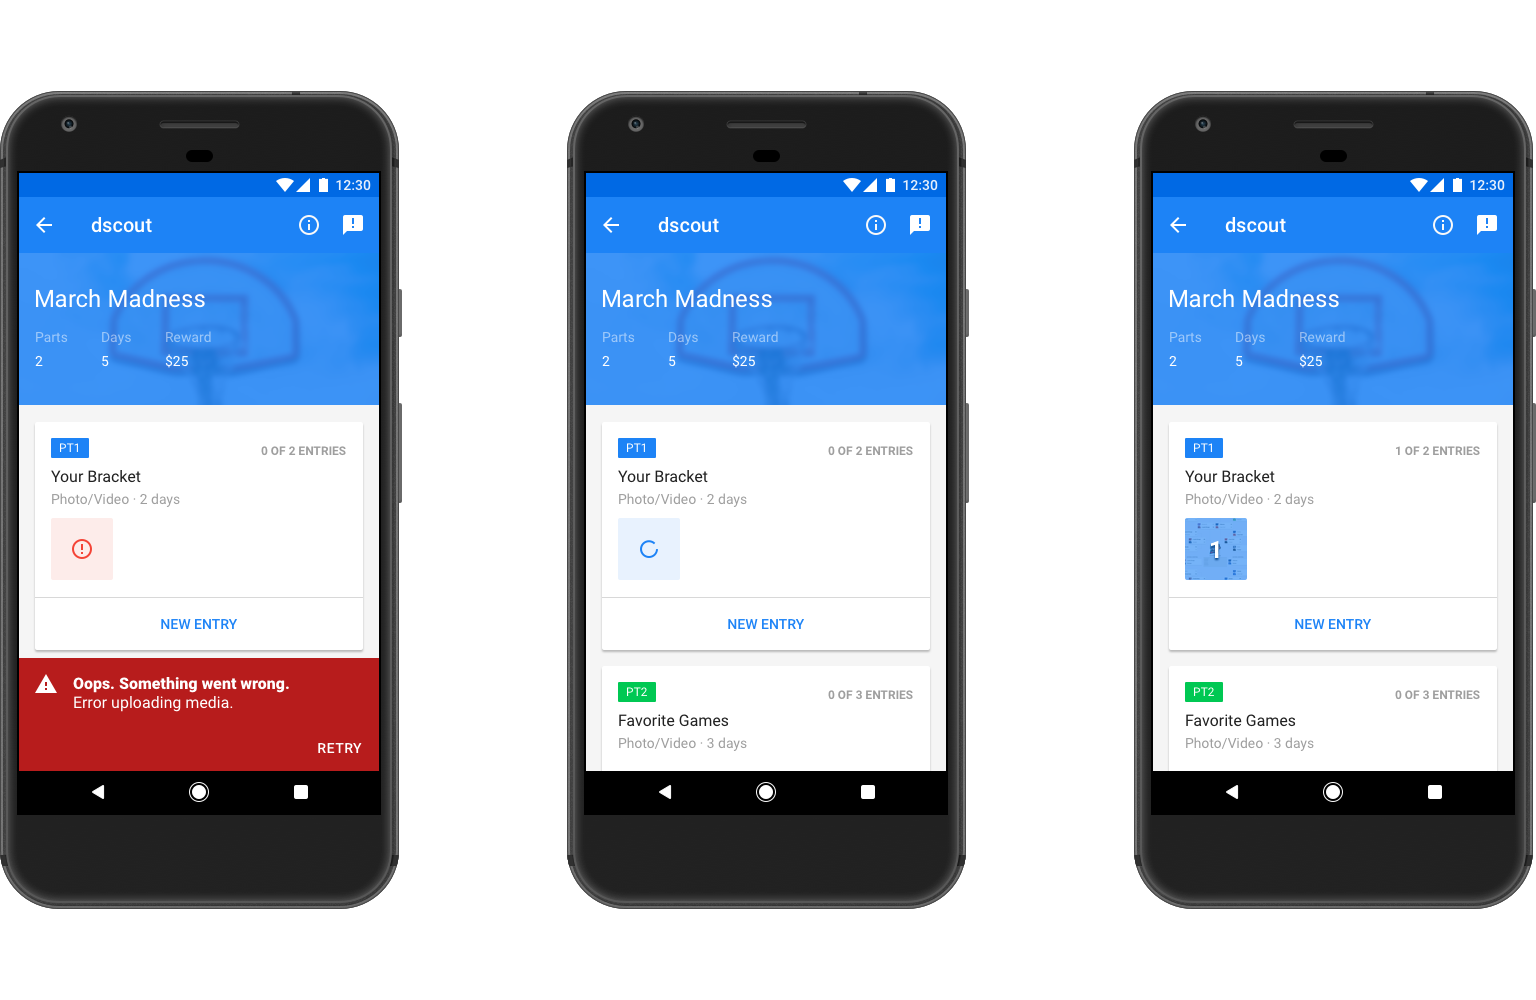 12:30
dscout
March Madness
Parts Days Reward
2 5 $25
PT1
0 OF 2 ENTRIES
Your Bracket
Photo/Video · 2 days
NEW ENTRY
Oops. Something went wrong.
Error uploading media.
RETRY
12:30
dscout
March Madness
Parts Days Reward
2 5 $25
PT1
0 OF 2 ENTRIES
Your Bracket
Photo/Video · 2 days
NEW ENTRY
PT2
0 OF 3 ENTRIES
Favorite Games
Photo/Video · 3 days
12:30
dscout
March Madness
Parts Days Reward
2 5 $25
PT1
1 OF 2 ENTRIES
Your Bracket
Photo/Video · 2 days
1
NEW ENTRY
PT2
0 OF 3 ENTRIES
Favorite Games
Photo/Video · 3 days